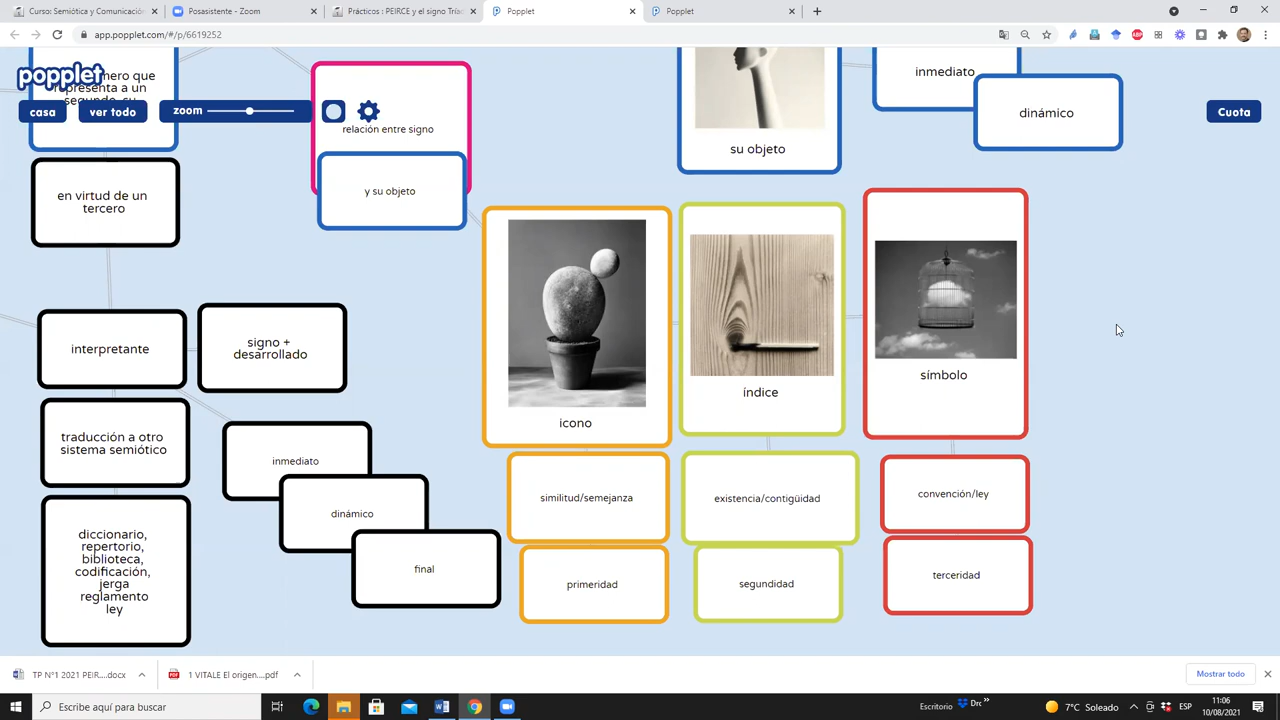 Curso: Semiótica y Comunicació
Posasistente - Zoom
Prácticos : PEIRCE y el signo Tria
Popplet
Popplet
app.popplet.com/#/p/6619252
popplet
casa
ver todo
zoom
Cuota
representa a un
en virtud de un
tercero
relación entre signo
y su objeto
su objeto
inmediato
dinámico
interpretante
signo +
desarrollado
traducción a otro
sistema semiótico
diccionario,
repertorio,
biblioteca,
codificación,
jerga
reglamento
ley
inmediato
dinámico
final
icono
índice
símbolo
similitud/semejanza
existencia/contigüidad
convención/ley
primeridad
segundidad
terceridad
TP N°1 2021 PEIR....docx
1 VITALE El origen....pdf
Mostrar todo
Escribe aquí para buscar
Escritorio
7°C Soleado
ESP
11:06
10/08/2021